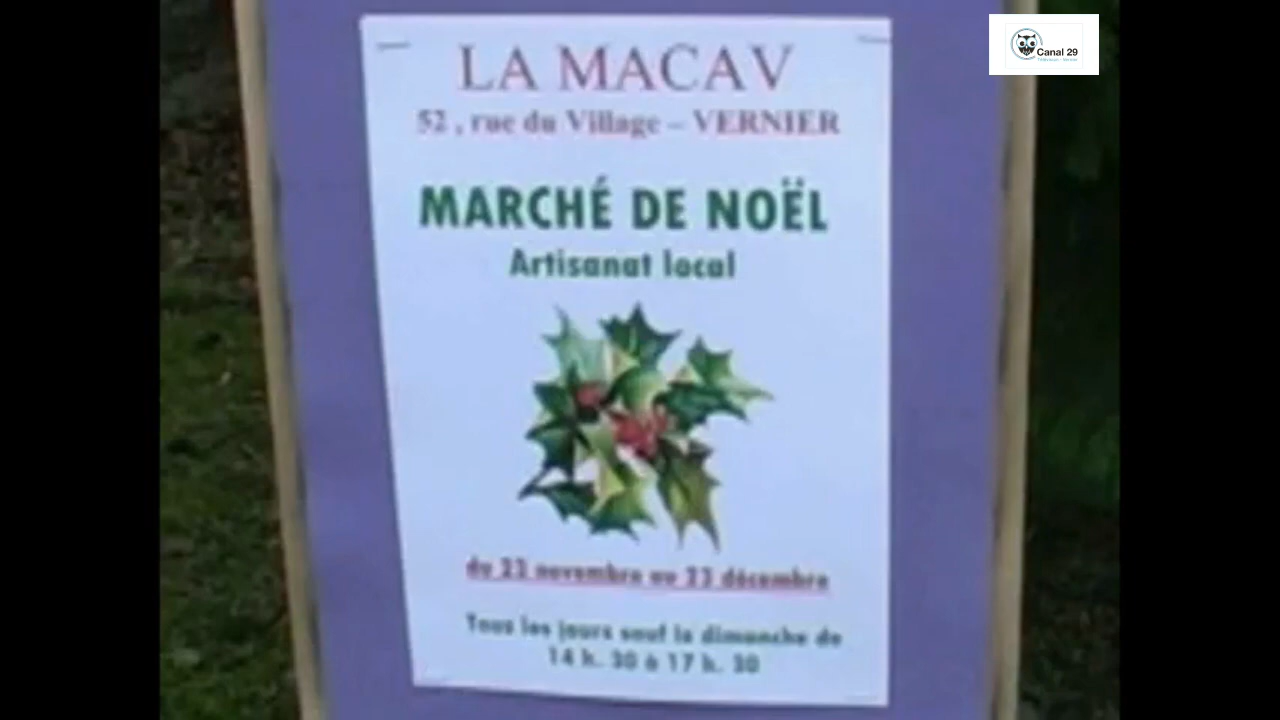 LA MACAV
52 , rue du Village – VERNIER
MARCHÉ DE NOËL
Artisanat local
du 23 novembre au 23 décembre
Tous les jours sauf le dimanche de
14 h. 30 à 17 h. 30
Canal 29